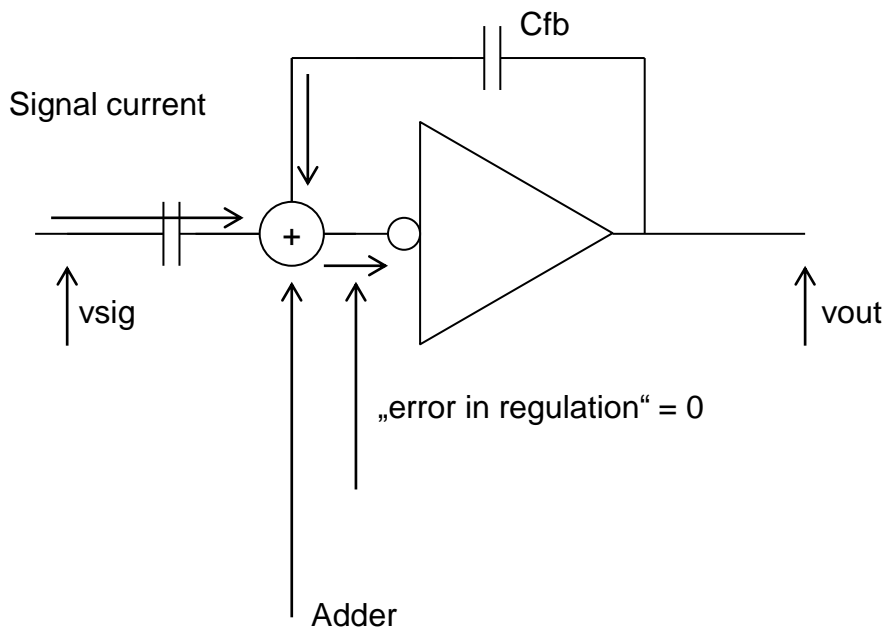 Cfb
Signal current
+
vsig
vout
„error in regulation“ = 0
Adder